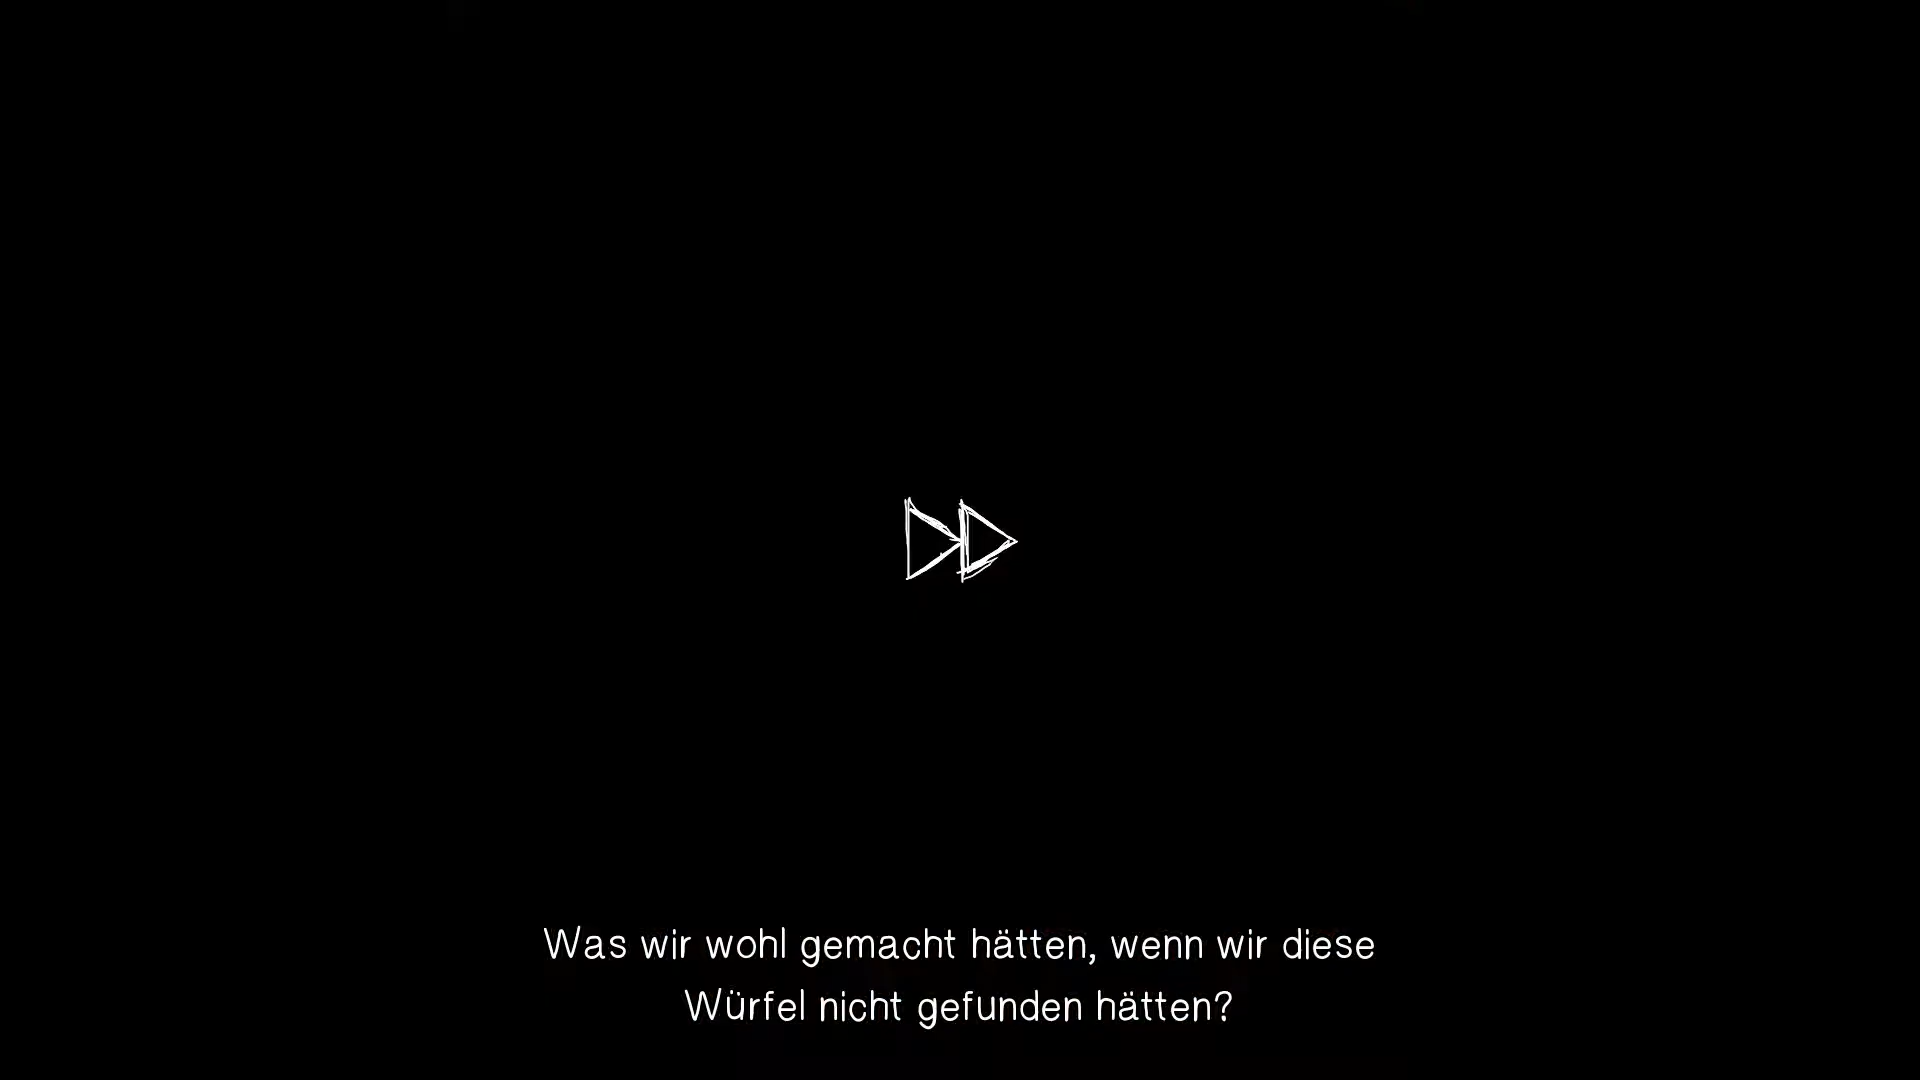 Was wir wohl gemacht hätten, wenn wir diese
Würfel nicht gefunden hätten?